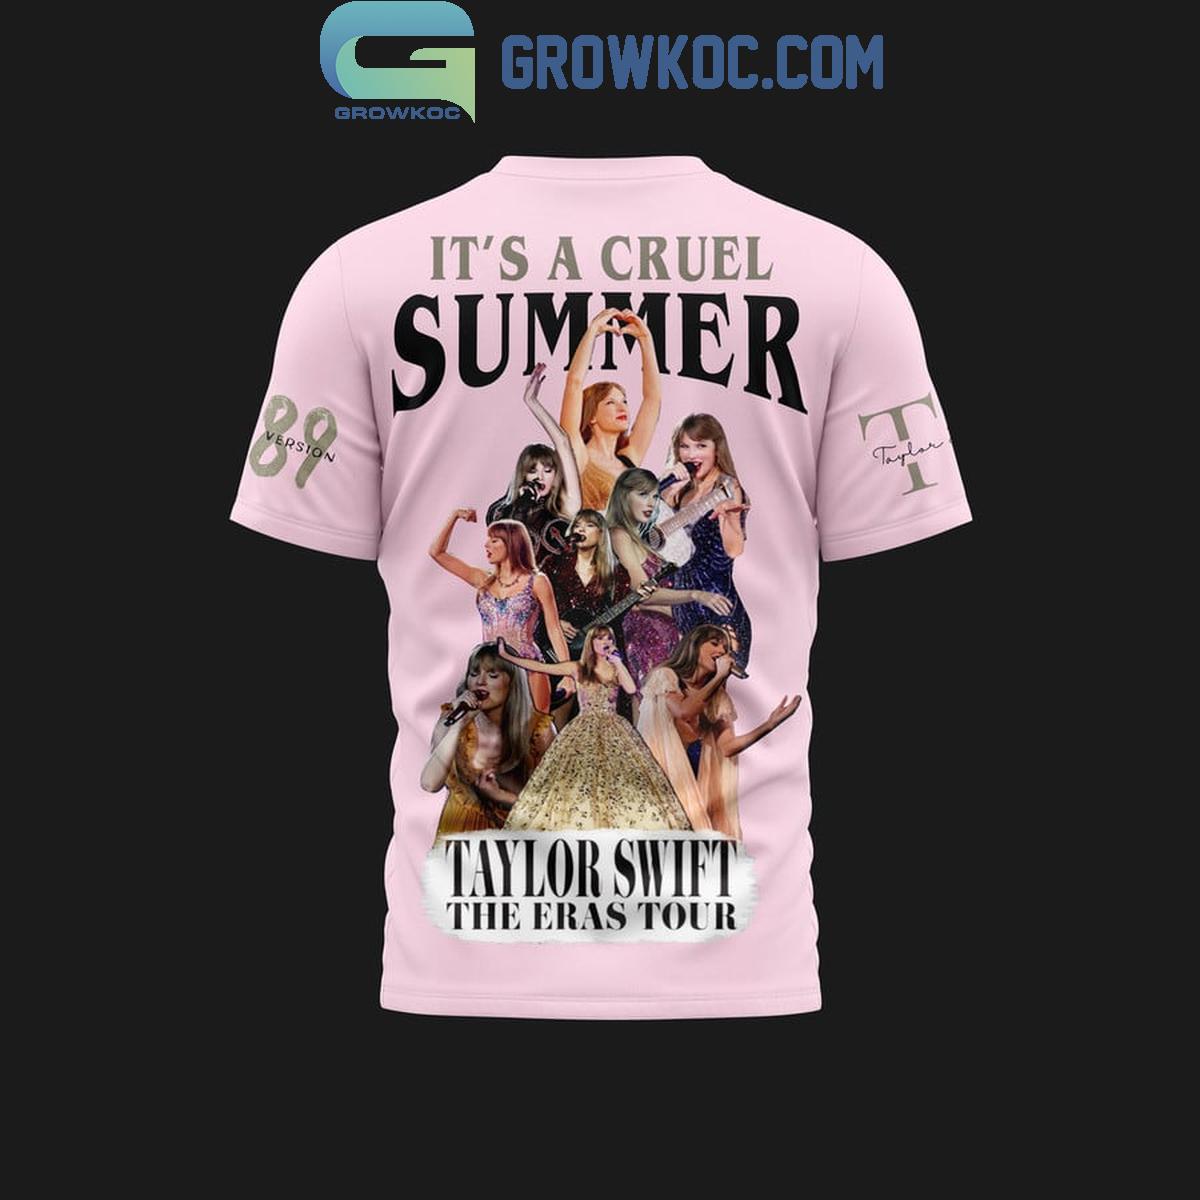 GROWKOC
GROWKOC.COM
IT'S A CRUEL
SUMMER
89
VERSION
T
Taylor
TAYLOR SWIFT
THE ERAS TOUR